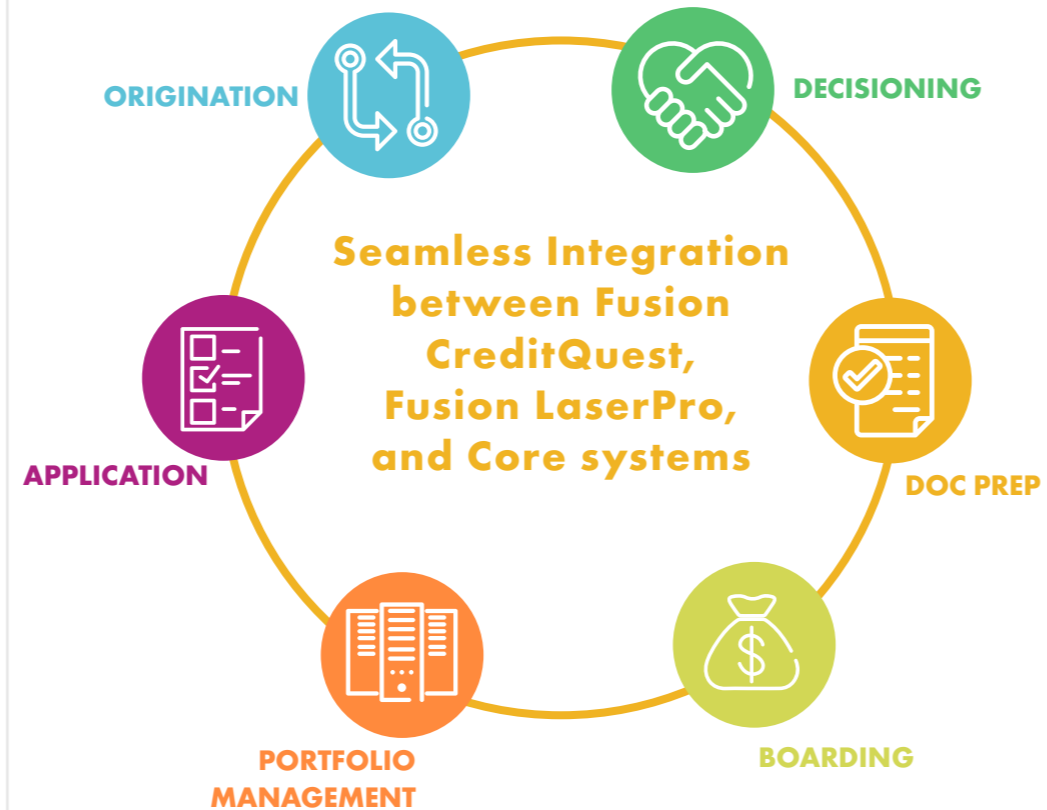 ORIGINATION
DECISIONING
Seamless Integration
between Fusion
CreditQuest,
Fusion LaserPro,
and Core systems
APPLICATION
DOC PREP
$
BOARDING
PORTFOLIO
MANAGEMENT